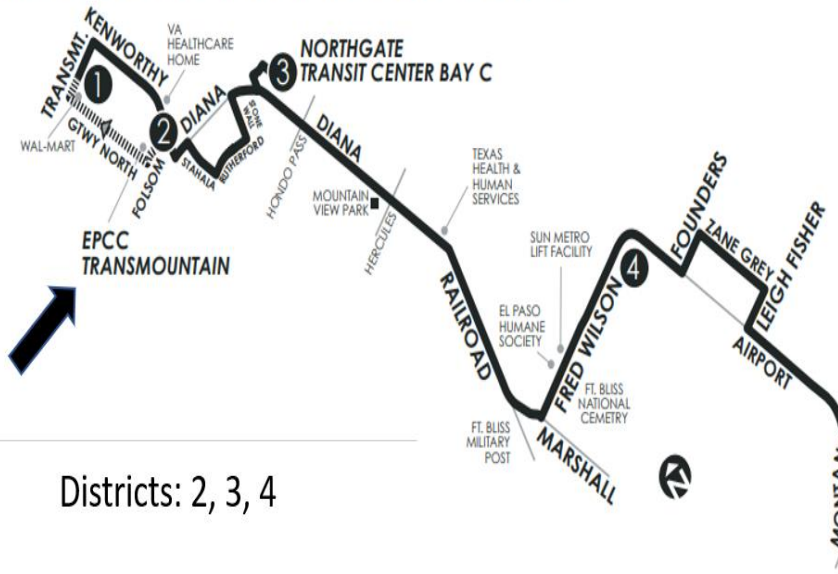 TRANSMT.
KENWORTHY
VA
HEALTHCARE
HOME
1
WAL-MART
GTWY NORTH
FOLSOM
2
DIANA
STAHALA
RUTHERFORD
STONE
WALL
3
NORTHGATE
TRANSIT CENTER BAY C
EPCC
TRANSMOUNTAIN
HONDO PASS
DIANA
MOUNTAIN
VIEW PARK
HERCULES
TEXAS
HEALTH &
HUMAN
SERVICES
RAILROAD
SUN METRO
LIFT FACILITY
EL PASO
HUMANE
SOCIETY
FRED WILSON
4
FT. BLISS
NATIONAL
CEMETRY
FT. BLISS
MILITARY
POST
MARSHALL
FOUNDERS
ZANE GREY
LEIGH FISHER
AIRPORT
Districts: 2, 3, 4